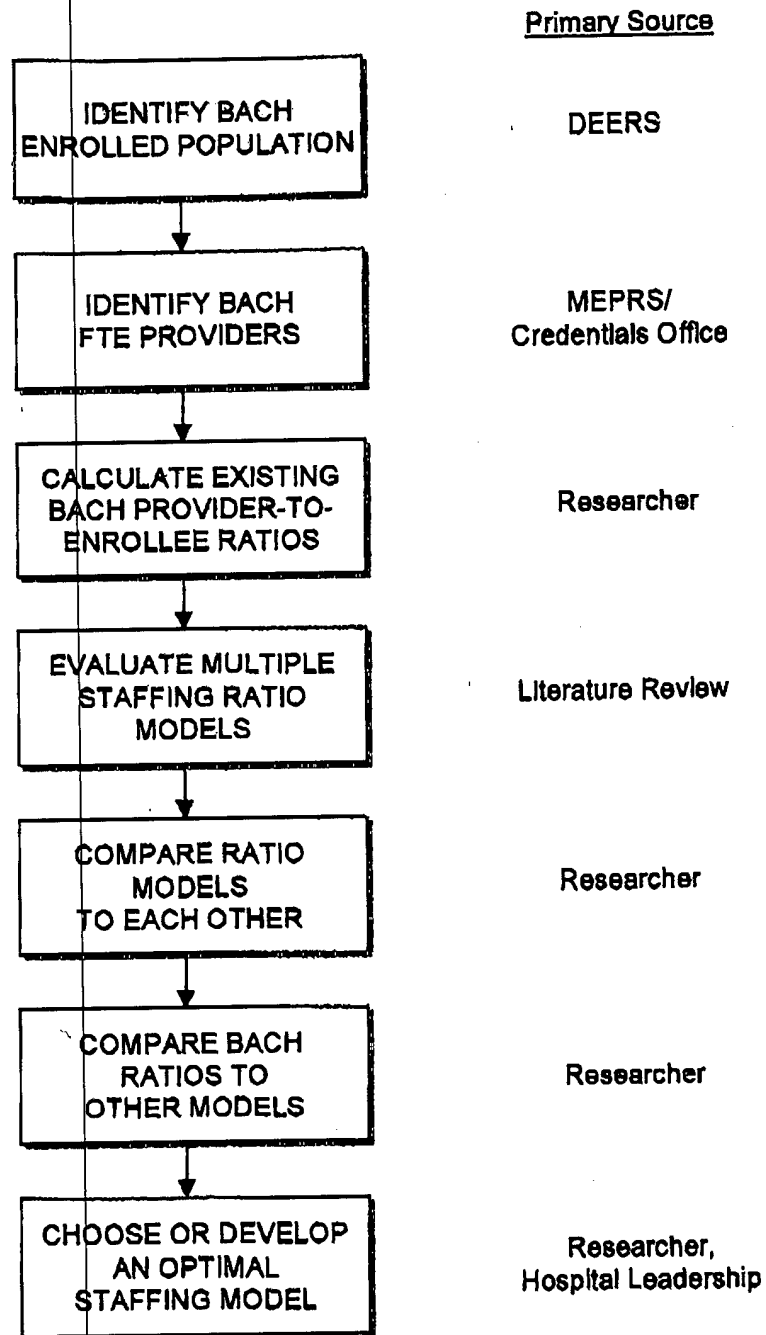 Primary Source
IDENTIFY BACH
ENROLLED POPULATION
DEERS
IDENTIFY BACH
FTE PROVIDERS
MEPRS/
Credentials Office
CALCULATE EXISTING
BACH PROVIDER-TO-
ENROLLEE RATIOS
Researcher
EVALUATE MULTIPLE
STAFFING RATIO
MODELS
Literature Review
COMPARE RATIO
MODELS
TO EACH OTHER
Researcher
COMPARE BACH
RATIOS TO
OTHER MODELS
Researcher
CHOOSE OR DEVELOP
AN OPTIMAL
STAFFING MODEL
Researcher,
Hospital Leadership